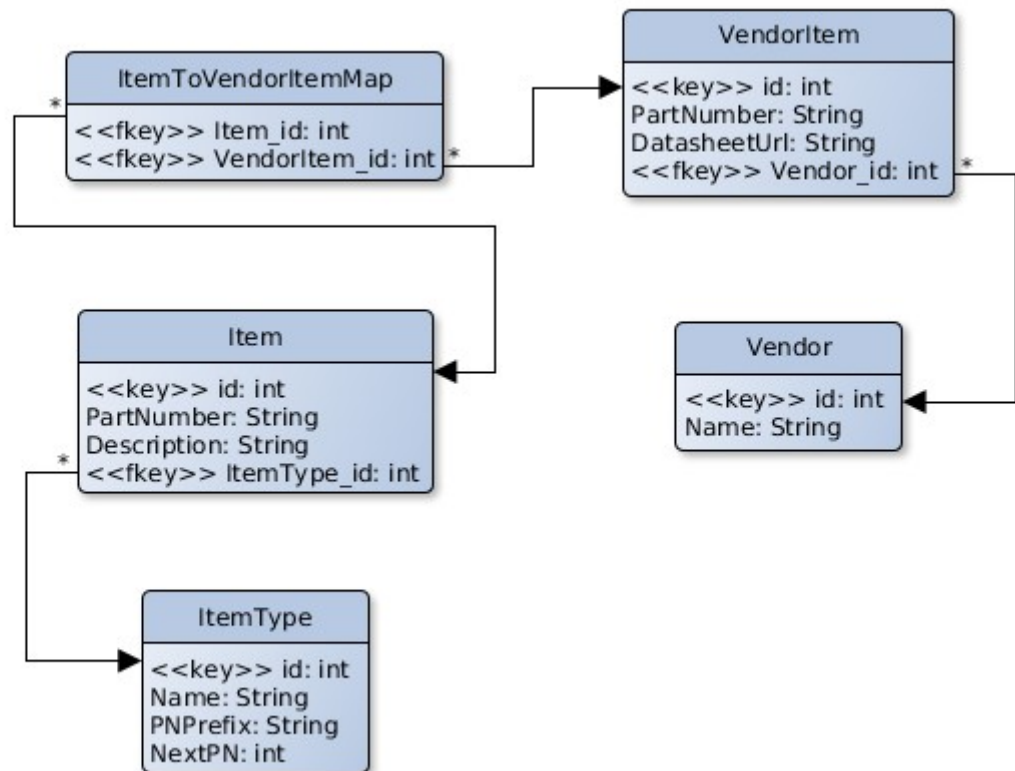 ItemToVendorItemMap
*
<<fkey>> Item_id: int
<<fkey>> VendorItem_id: int
*
VendorItem
<<key>> id: int
PartNumber: String
DatasheetUrl: String
<<fkey>> Vendor_id: int
*
Item
<<key>> id: int
PartNumber: String
Description: String
*
<<fkey>> ItemType_id: int
Vendor
<<key>> id: int
Name: String
ItemType
<<key>> id: int
Name: String
PNPrefix: String
NextPN: int